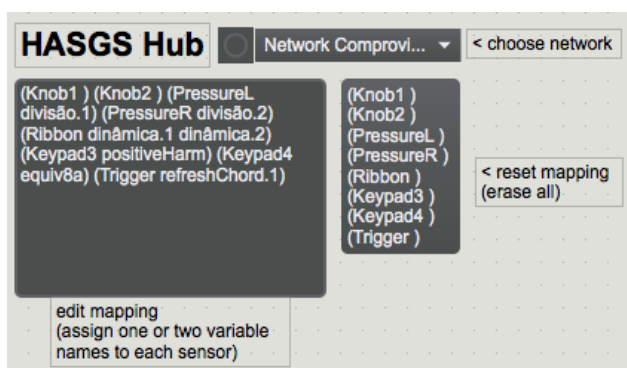 HASGS Hub
Network Comprovi...
< choose network
(Knob1 ) (Knob2 ) (PressureL
divisão.1) (PressureR divisão.2)
(Ribbon dinâmica.1 dinâmica.2)
(Keypad3 positiveHarm) (Keypad4
equiv8a) (Trigger refreshChord.1)
(Knob1 )
(Knob2 )
(PressureL )
(PressureR )
(Ribbon )
(Keypad3 )
(Keypad4 )
(Trigger )
< reset mapping
(erase all)
edit mapping
(assign one or two variable
names to each sensor)